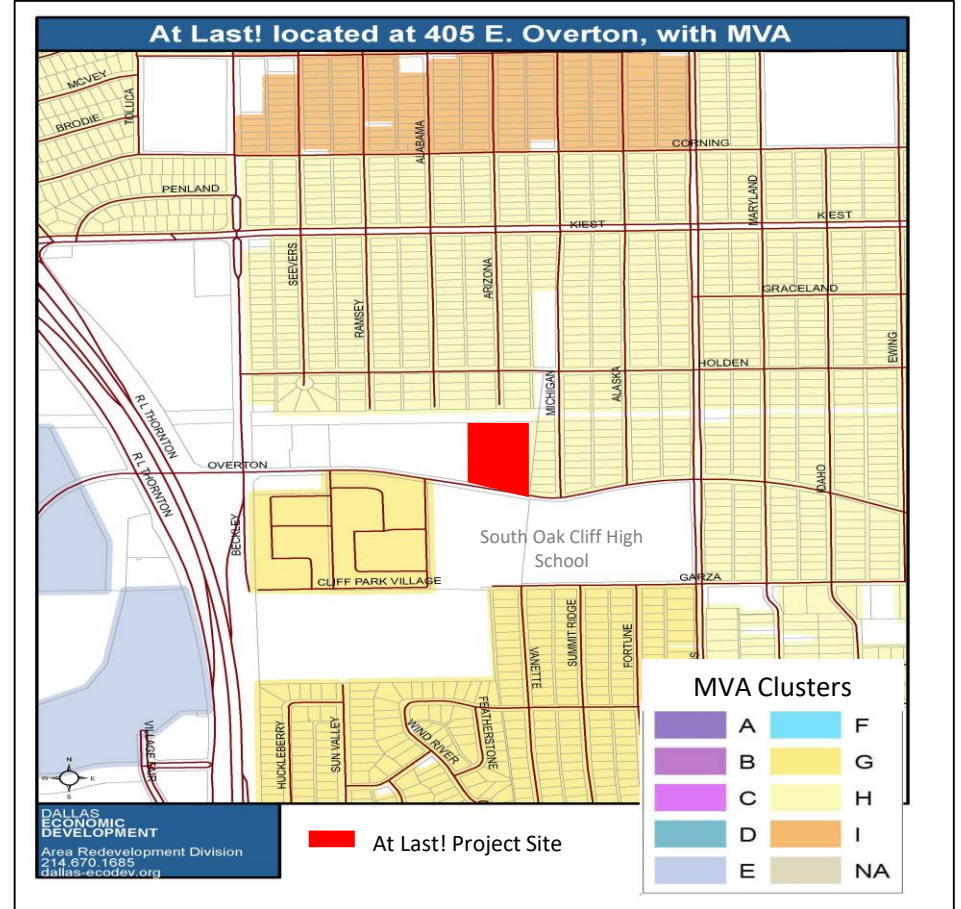 At Last! located at 405 E. Overton, with MVA
MCVEY
TOLUCA
BRODIE
ALABAMA
CORNING
PENLAND
MARYLAND
KIEST
KIEST
SEEVERS
ARIZONA
GRACELAND
RAMSEY
EWING
HOLDEN
MICHIGAN
ALASKA
R L THORNTON
R L THORNTON
OVERTON
IDAHO
BECKLEY
South Oak Cliff High
School
CLIFF PARK VILLAGE
GARZA
VANETTE
SUMMIT RIDGE
FORTUNE
S
MVA Clusters
A F
B G
C H
D I
E NA
HUCKLEBERRY
SUN VALLEY
WIND RIVER
FEATHERSTONE
VILLAGE FAIR
N
W E
S
DALLAS
ECONOMIC
DEVELOPMENT
Area Redevelopment Division
214.670.1685
dallas-ecodev.org
At Last! Project Site